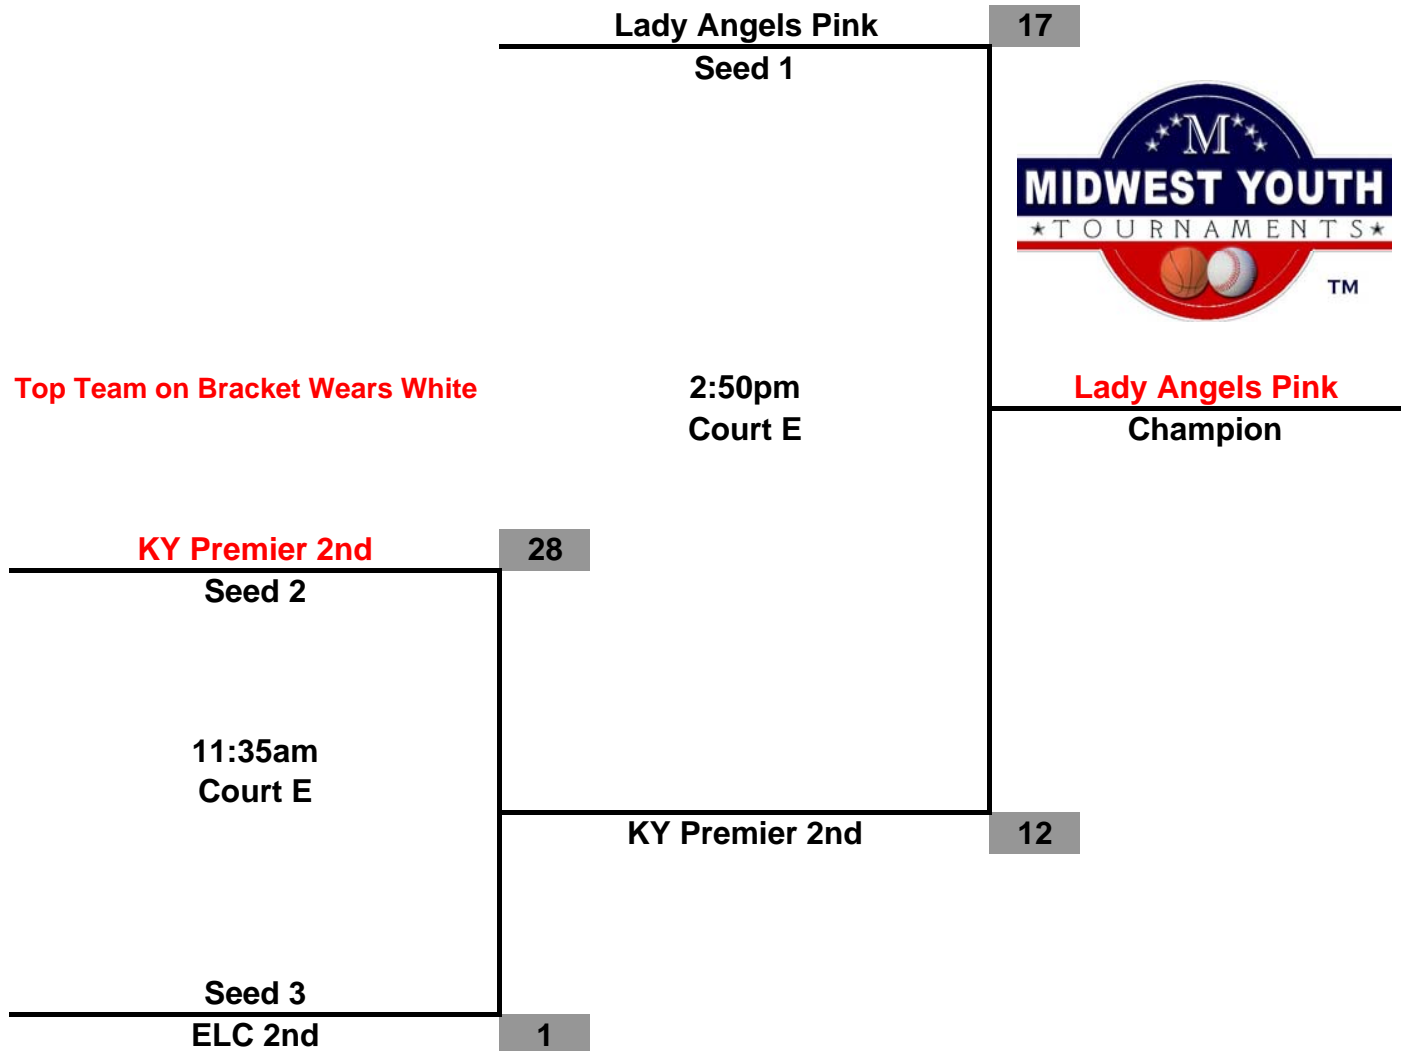 Lady Angels Pink 17
Seed 1
M
MIDWEST YOUTH
TOURNAMENTS
TM
Top Team on Bracket Wears White 2:50pm Lady Angels Pink
Court E Champion
KY Premier 2nd 28
Seed 2
11:35am
Court E
KY Premier 2nd 12
Seed 3
ELC 2nd 1